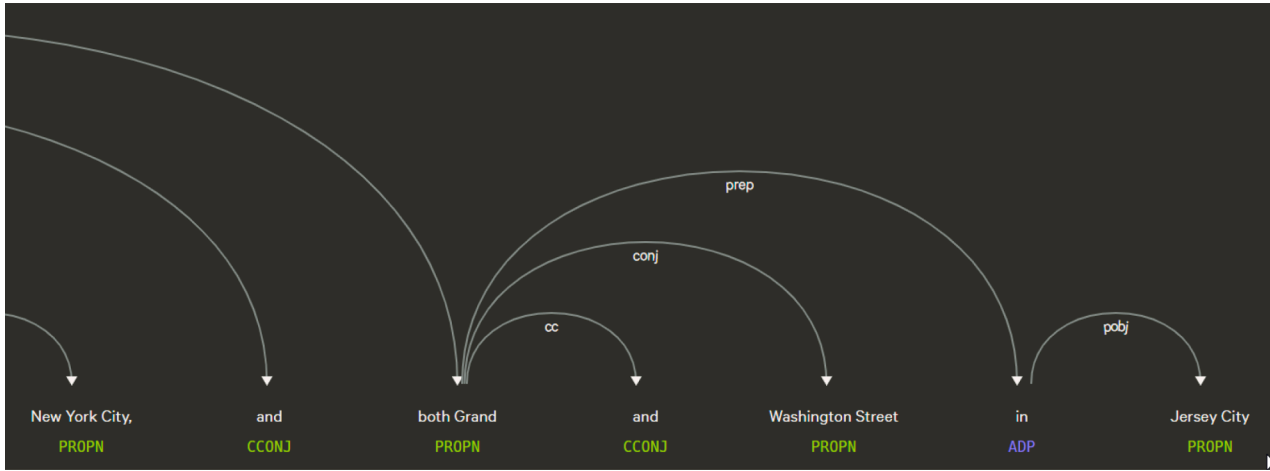 prep
conj
cc
pobj
New York City, and both Grand and Washington Street in Jersey City
PROPN CCONJ PROPN CCONJ PROPN ADP PROPN